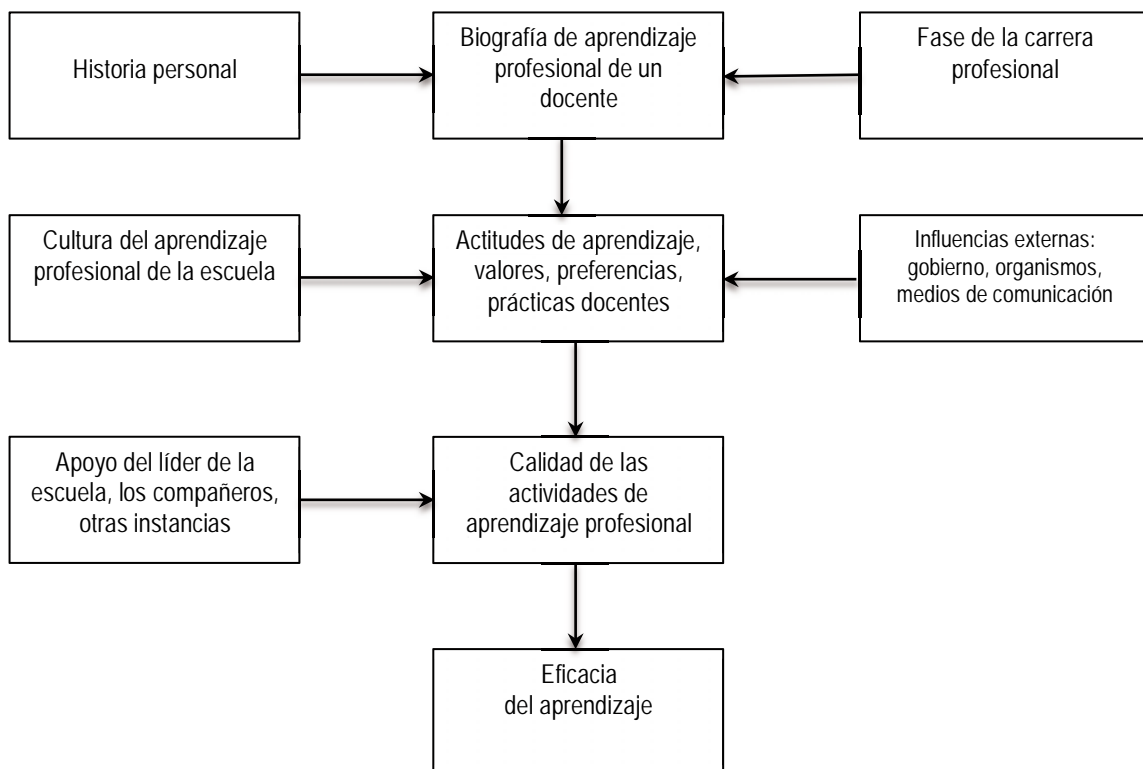 Historia personal
Biografía de aprendizaje
profesional de un
docente
Fase de la carrera
profesional
Cultura del aprendizaje
profesional de la escuela
Actitudes de aprendizaje,
valores, preferencias,
prácticas docentes
Influencias externas:
gobierno, organismos,
medios de comunicación
Apoyo del líder de la
escuela, los compañeros,
otras instancias
Calidad de las
actividades de
aprendizaje profesional
Eficacia
del aprendizaje